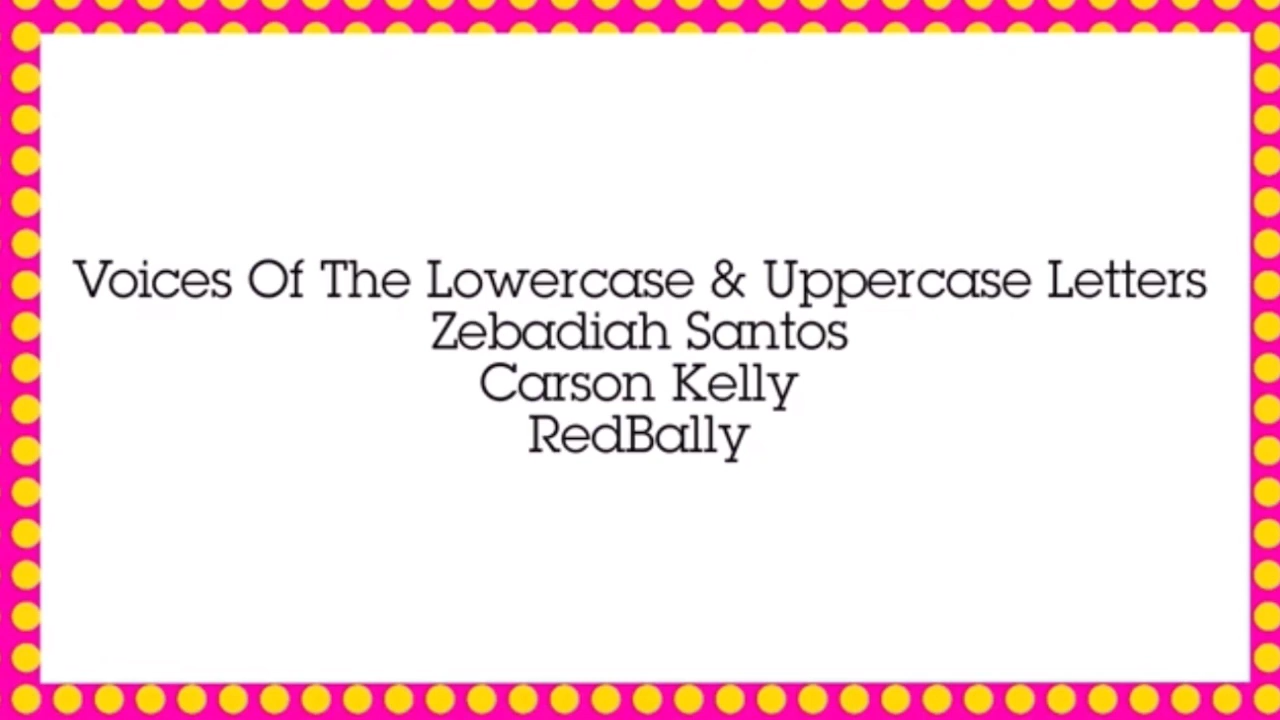 Voices Of The Lowercase & Uppercase Letters
Zebadiah Santos
Carson Kelly
RedBally